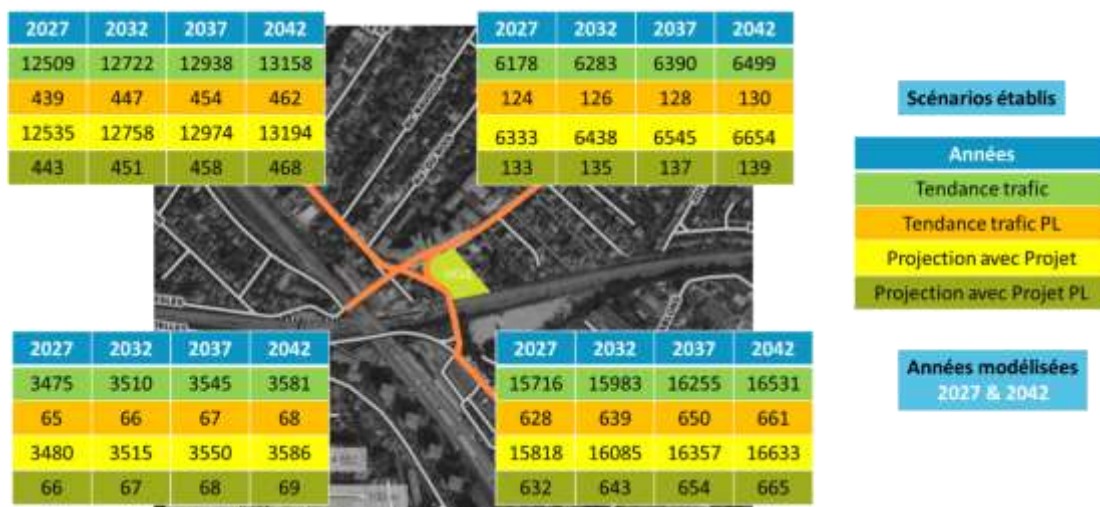 2027 2032 2037 2042
12509 12722 12938 13158
439 447 454 462
12535 12758 12974 13194
443 451 458 468
2027 2032 2037 2042
6178 6283 6390 6499
124 126 128 130
6333 6438 6545 6654
133 135 137 139
Scénarios établis
Années
Tendance trafic
Tendance trafic PL
Projection avec Projet
Projection avec Projet PL
2027 2032 2037 2042
3475 3510 3545 3581
65 66 67 68
3480 3515 3550 3586
66 67 68 69
2027 2032 2037 2042
15716 15983 16255 16531
628 639 650 661
15818 16085 16357 16633
632 643 654 665
Années modélisées
2027 & 2042